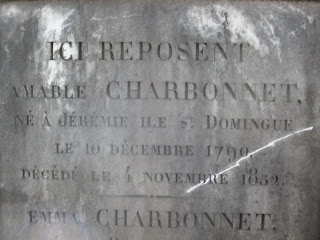 ICI REPOSENT
AMABLE CHARBONNET,
NÉ À JÉRÉMIE ILE ST DOMINGUE
LE 10 DÉCEMBRE 1790,
DÉCÉDÉ LE 4 NOVEMBRE 1832.
EMMA CHARBONNET,